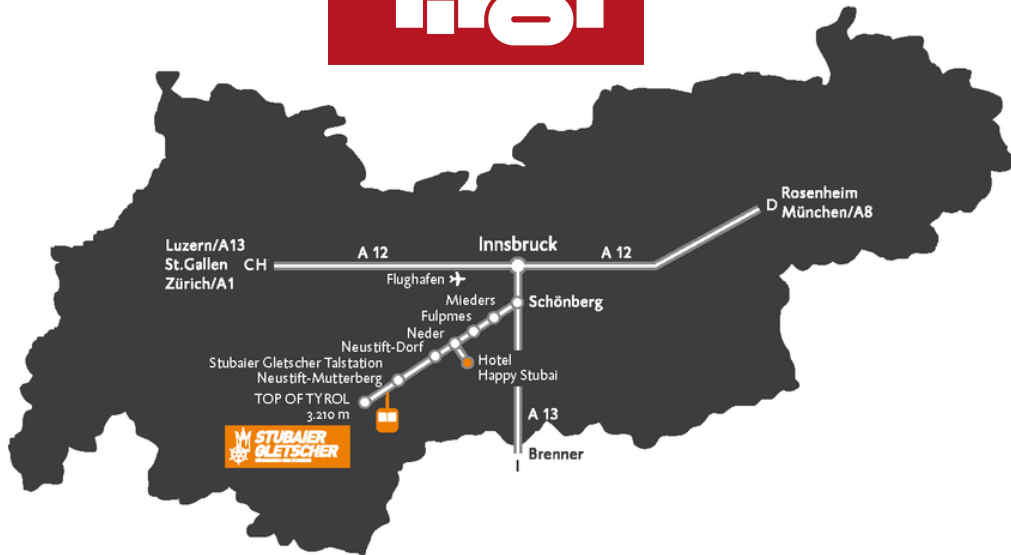 tirol
Rosenheim
D
München/A8
Luzern/A13
St.Gallen CH
Zürich/A1
A 12
Innsbruck
A 12
Flughafen
Mieders
Schönberg
Fulpmes
Neder
Neustift-Dorf
Stubaier Gletscher Talstation
Neustift-Mutterberg
Hotel
Happy Stubai
TOP OF TYROL
3.210 m
A 13
STUBAIER
GLETSCHER
Brenner
I